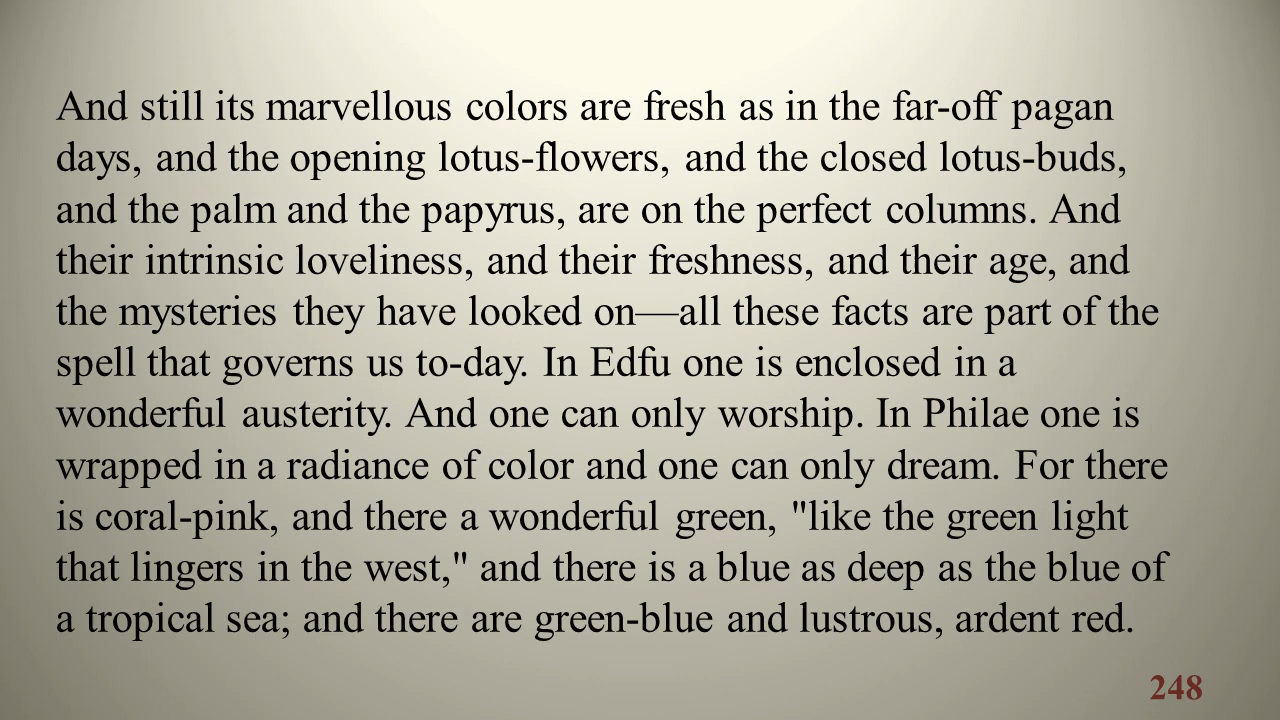 And still its marvellous colors are fresh as in the far-off pagan
days, and the opening lotus-flowers, and the closed lotus-buds,
and the palm and the papyrus, are on the perfect columns. And
their intrinsic loveliness, and their freshness, and their age, and
the mysteries they have looked on—all these facts are part of the
spell that governs us to-day. In Edfu one is enclosed in a
wonderful austerity. And one can only worship. In Philae one is
wrapped in a radiance of color and one can only dream. For there
is coral-pink, and there a wonderful green, "like the green light
that lingers in the west," and there is a blue as deep as the blue of
a tropical sea; and there are green-blue and lustrous, ardent red.
248